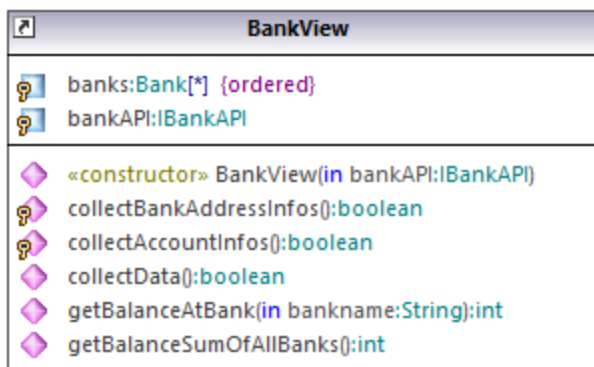 BankView
banks:Bank[*] {ordered}
bankAPI:IBankAPI
«constructor» BankView(in bankAPI:IBankAPI)
collectBankAddressInfos():boolean
collectAccountInfos():boolean
collectData():boolean
getBalanceAtBank(in bankname:String):int
getBalanceSumOfAllBanks():int